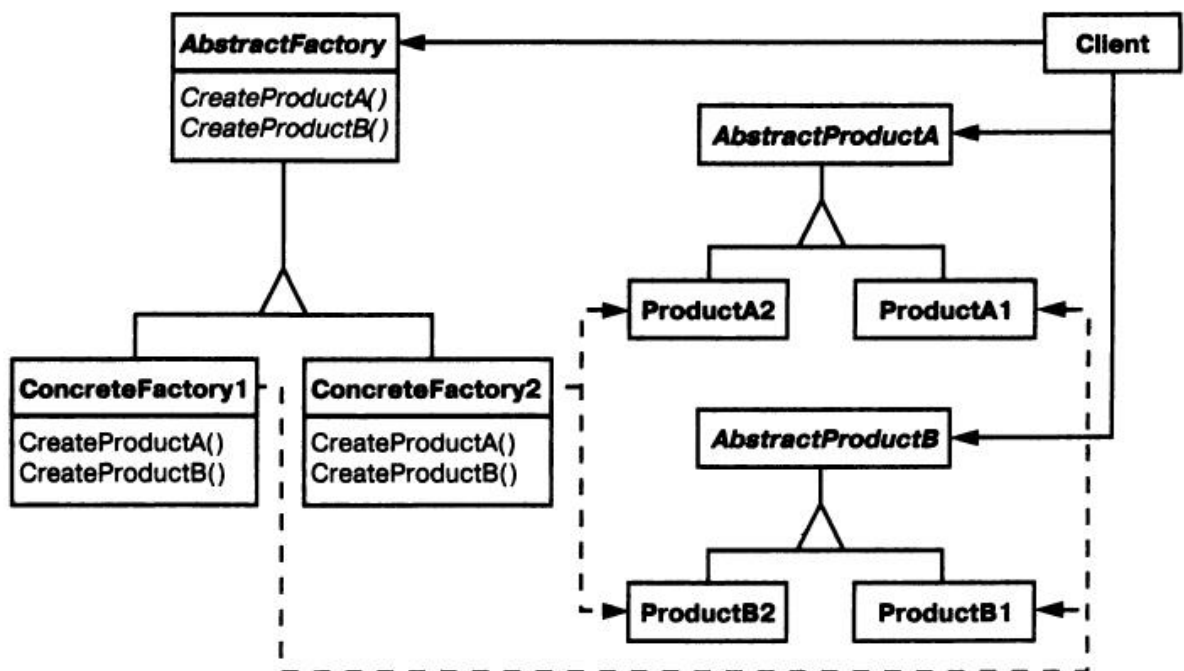 AbstractFactory
CreateProductA()
CreateProductB()
Client
AbstractProductA
ProductA2
ProductA1
ConcreteFactory1
CreateProductA()
CreateProductB()
ConcreteFactory2
CreateProductA()
CreateProductB()
AbstractProductB
ProductB2
ProductB1